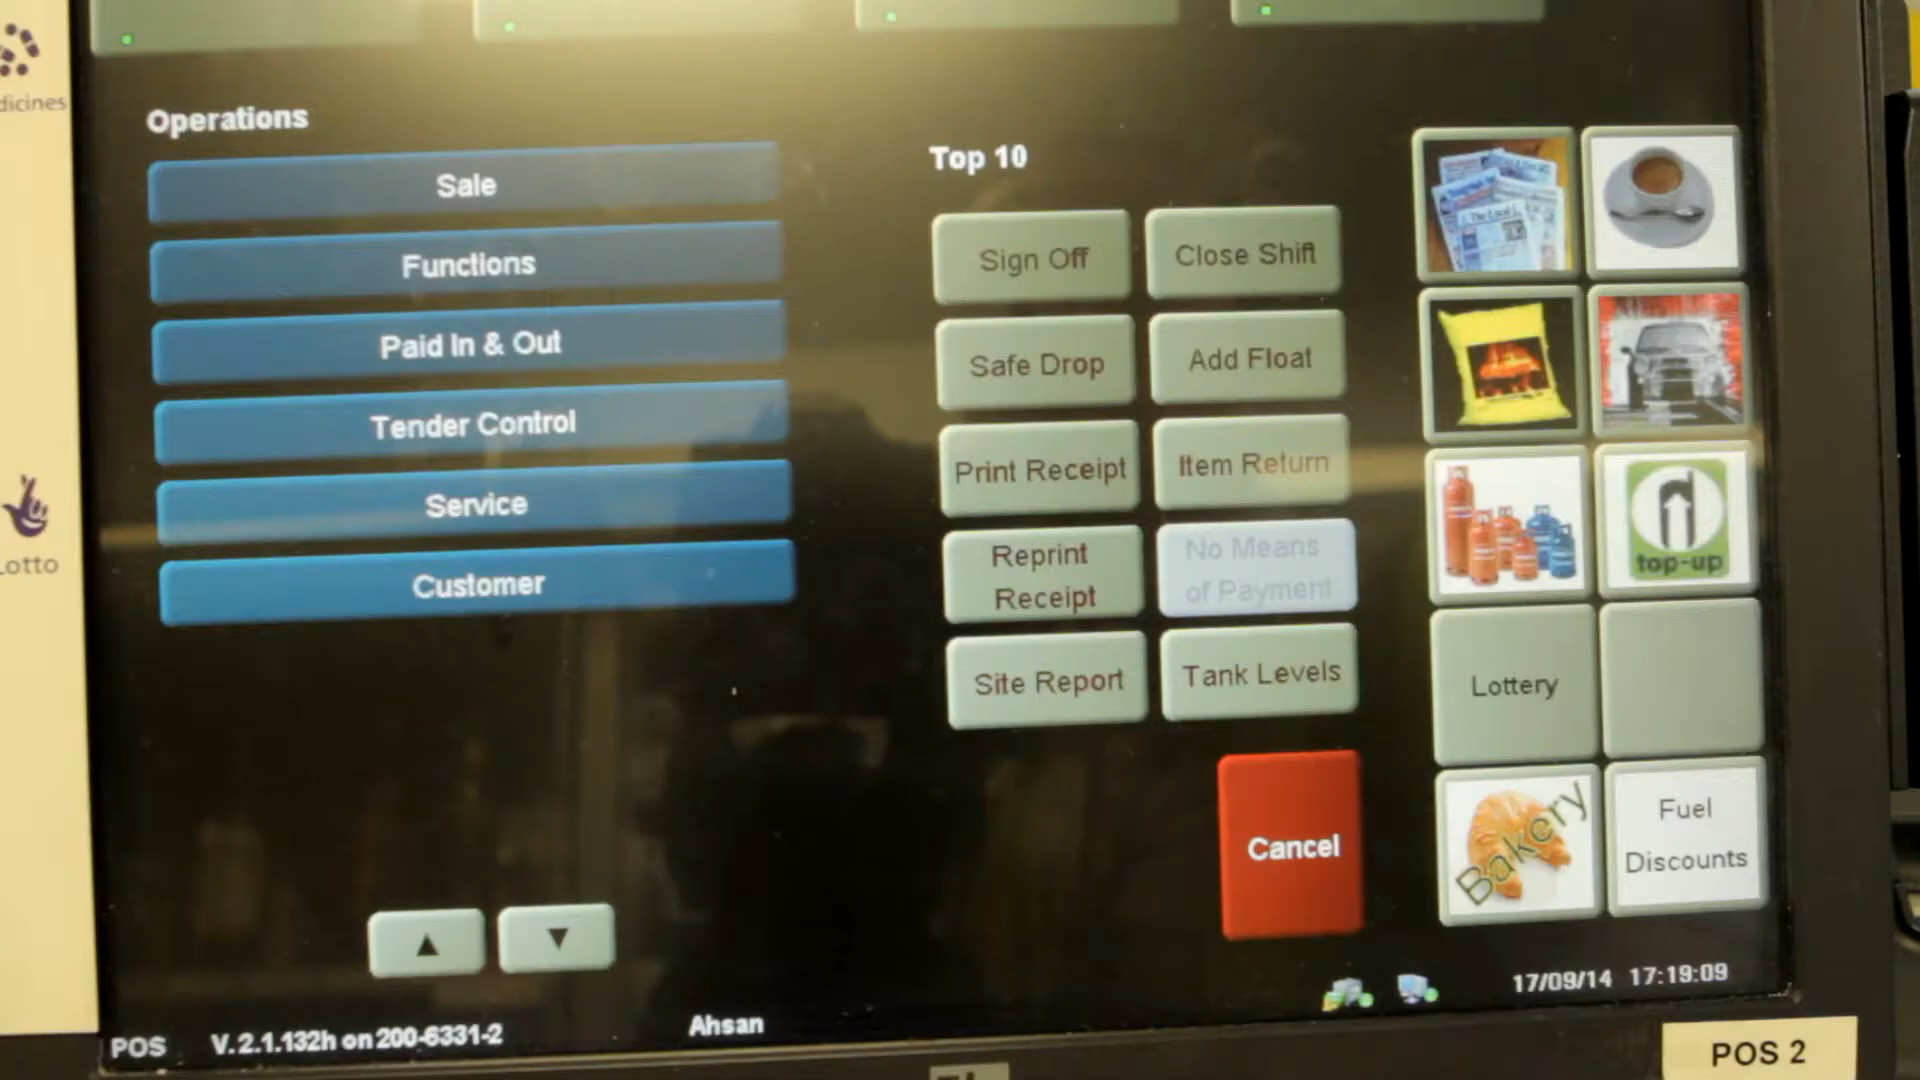 dicines
Lotto
Operations
Sale
Functions
Paid In & Out
Tender Control
Service
Customer
Top 10
Sign Off
Close Shift
Safe Drop
Add Float
Print Receipt
Item Return
Reprint
Receipt
No Means
of Payment
Site Report
Tank Levels
Cancel
top-up
Lottery
Bakery
Fuel
Discounts
17/09/14 17:19:09
POS
V.2.1.132h on 200-6331-2
Ahsan
POS 2